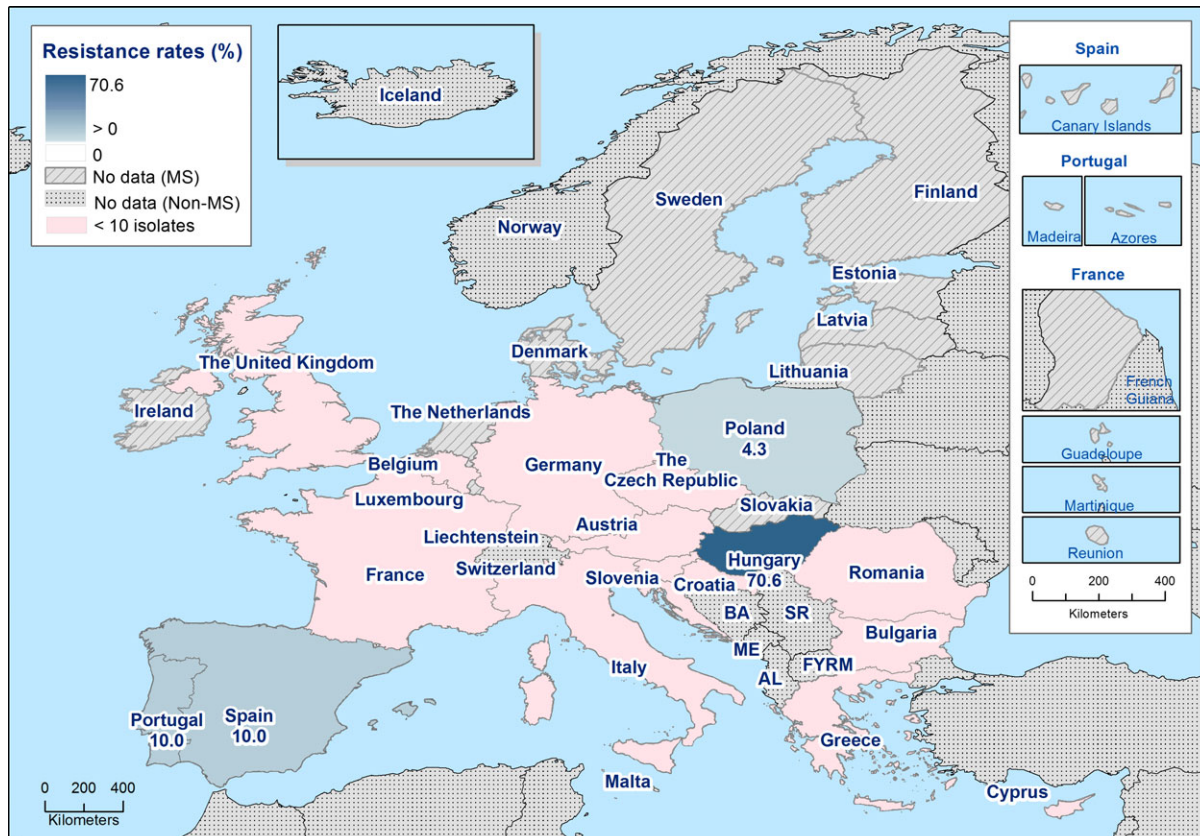 Resistance rates (%)
70.6
> 0
0
No data (MS)
No data (Non-MS)
< 10 isolates
Iceland
Norway
Sweden
Finland
Estonia
Latvia
Lithuania
Denmark
The United Kingdom
Ireland
The Netherlands
Belgium
Luxembourg
Germany
Poland
4.3
The
Czech Republic
Slovakia
Austria
Liechtenstein
Switzerland
France
Slovenia
Croatia
Hungary
70.6
Romania
BA
SR
Bulgaria
ME
FYRM
AL
Italy
Portugal
10.0
Spain
10.0
Greece
Malta
Cyprus
0 200 400
Kilometers
Spain
Canary Islands
Portugal
Madeira
Azores
France
French
Guiana
Guadeloupe
Martinique
Reunion
0 200 400
Kilometers